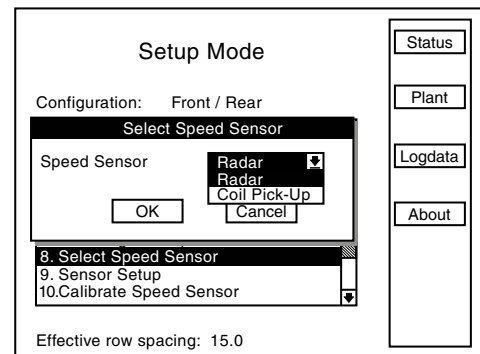 Setup Mode
Configuration: Front / Rear
Select Speed Sensor
Speed Sensor
Radar
Radar
Coil Pick-Up
OK
Cancel
8. Select Speed Sensor
9. Sensor Setup
10.Calibrate Speed Sensor
Effective row spacing: 15.0
Status
Plant
Logdata
About